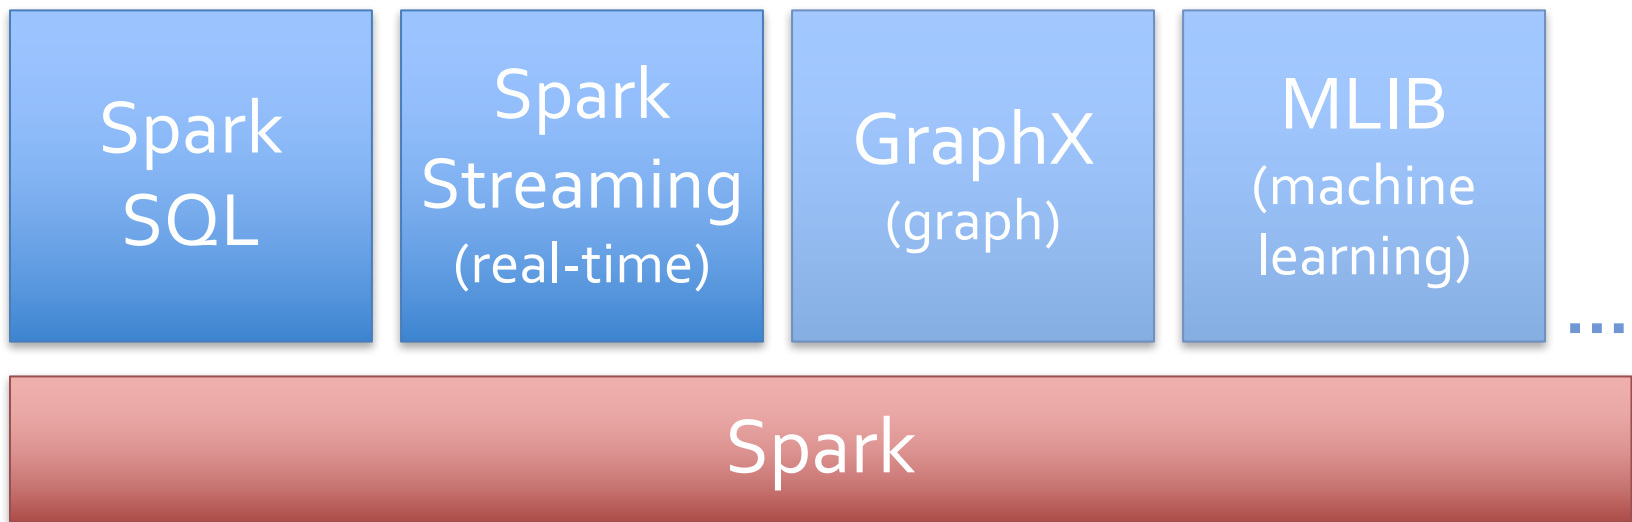 Spark
SQL
Spark
Streaming
(real-time)
GraphX
(graph)
MLIB
(machine
learning)
...
Spark